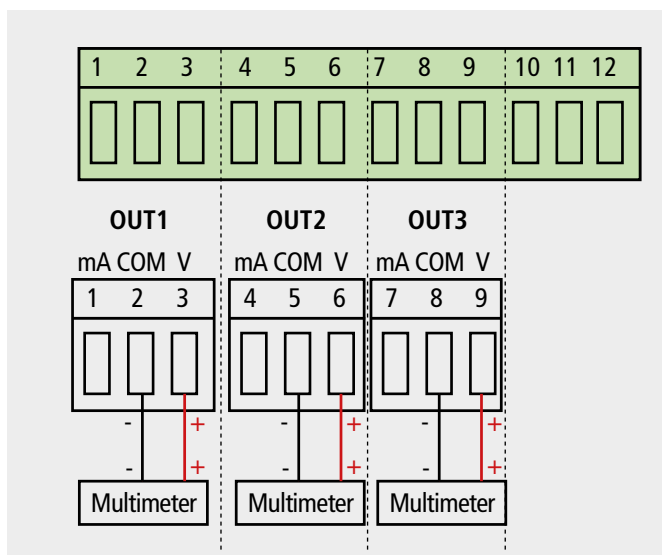 1 2 3 4 5 6 7 8 9 10 11 12
OUT1 OUT2 OUT3
mA COM V mA COM V mA COM V
1 2 3 4 5 6 7 8 9
- + - + - +
- + - + - +
Multimeter Multimeter Multimeter